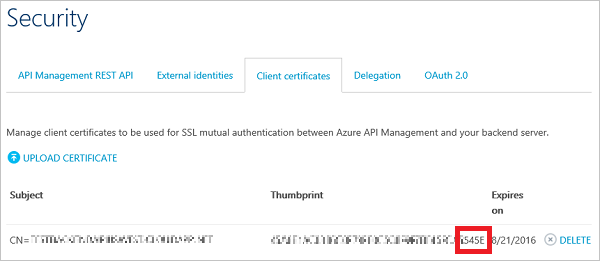 Security
API Management REST API External identities Client certificates Delegation OAuth 2.0
Manage client certificates to be used for SSL mutual authentication between Azure API Management and your backend server.
UPLOAD CERTIFICATE
Subject Thumbprint Expires
on
CN= 545E 8/21/2016 DELETE